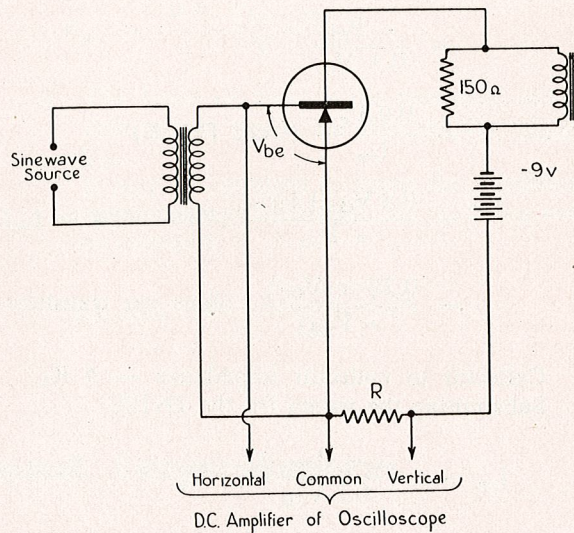 150Ω
Vbe
Sinewave
Source
-9v
R
Horizontal Common Vertical
D.C. Amplifier of Oscilloscope